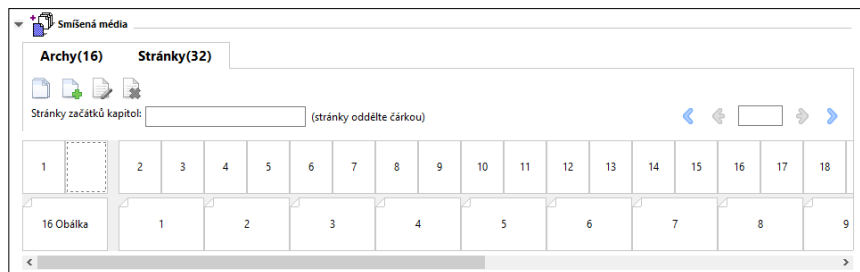 Smíšená média
Archy(16) Stránky(32)
Stránky začátků kapitol: (stránky oddělte čárkou)
1 2 3 4 5 6 7 8 9 10 11 12 13 14 15 16 17 18
16 Obálka 1 2 3 4 5 6 7 8 9